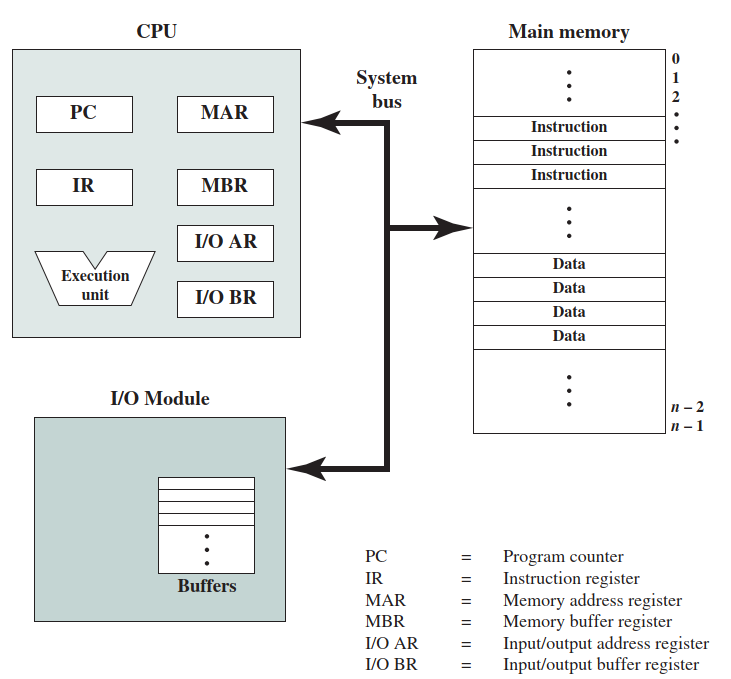 CPU
PC
MAR
IR
MBR
I/O AR
Execution
unit
I/O BR
System
bus
Main memory
0
1
2
Instruction
Instruction
Instruction
Data
Data
Data
Data
n – 2
n – 1
I/O Module
Buffers
PC = Program counter
IR = Instruction register
MAR = Memory address register
MBR = Memory buffer register
I/O AR = Input/output address register
I/O BR = Input/output buffer register